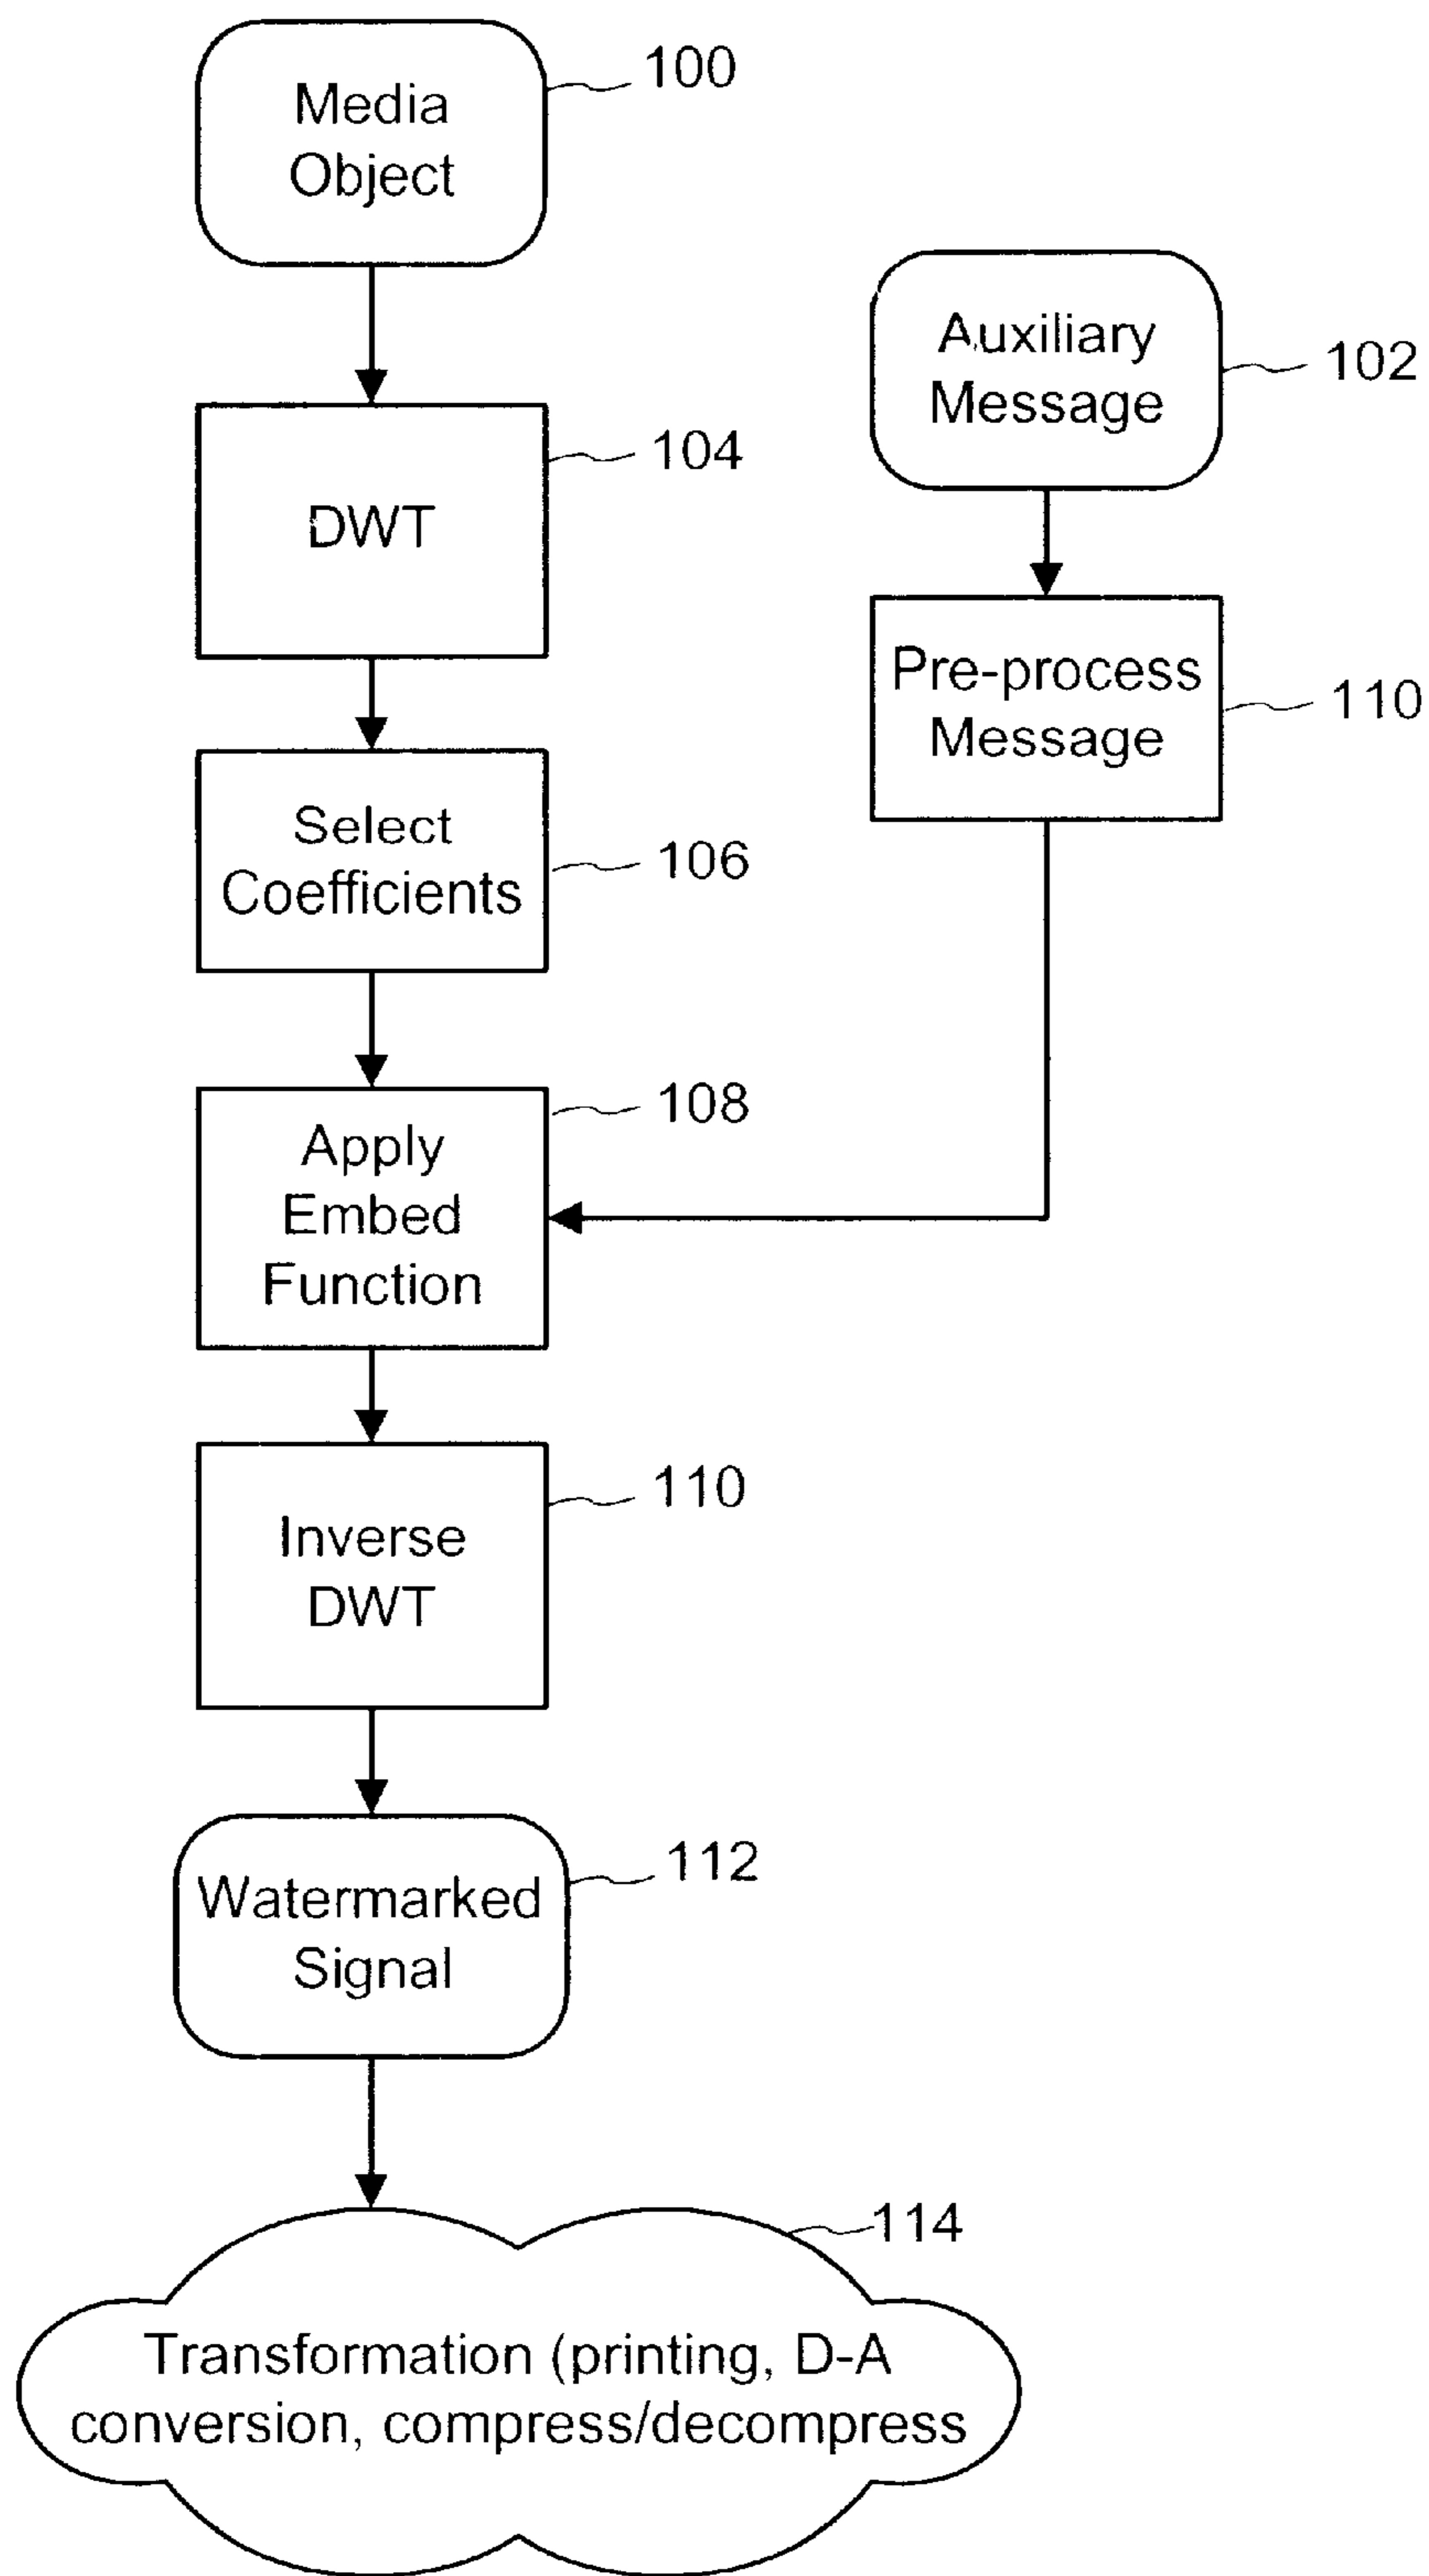 Media
Object
100
Auxiliary
Message
102
DWT
104
Pre-process
Message
110
Select
Coefficients
106
Apply
Embed
Function
108
Inverse
DWT
110
Watermarked
Signal
112
114
Transformation (printing, D-A
conversion, compress/decompress